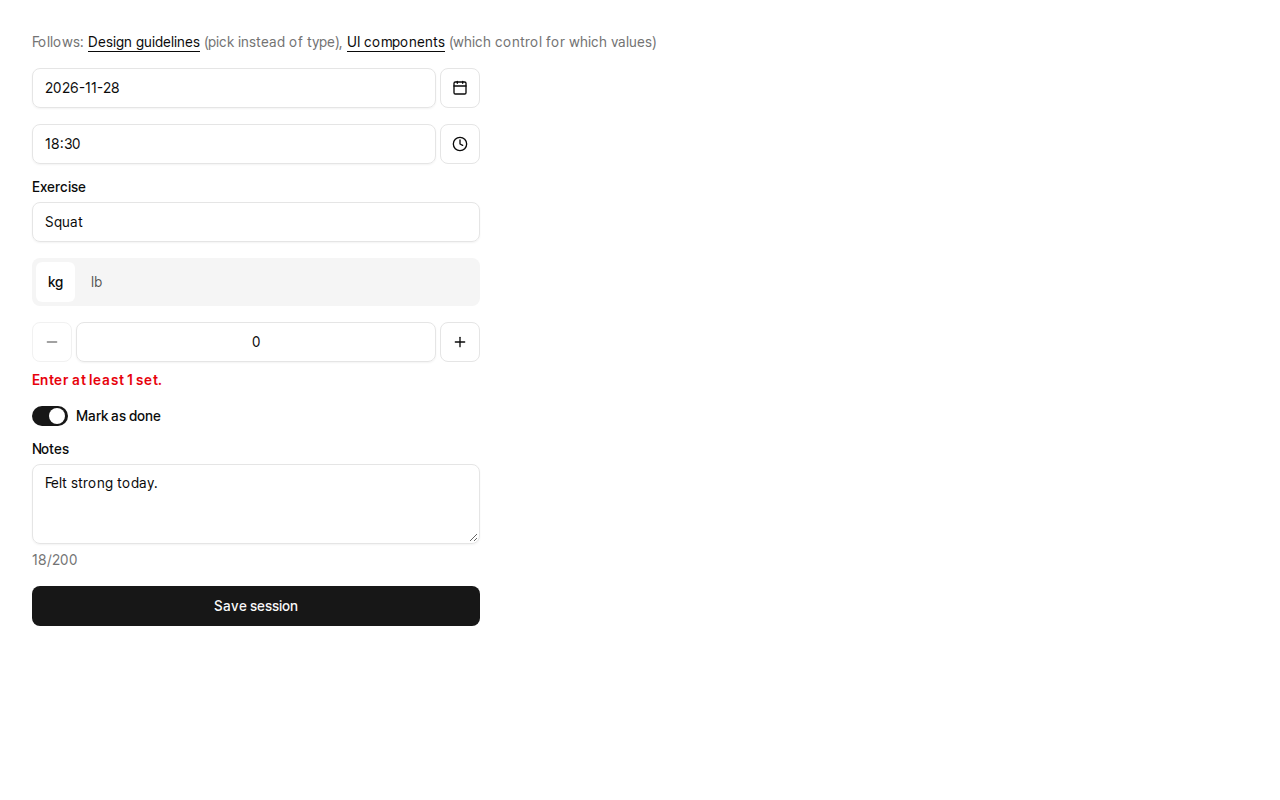 Follows: Design guidelines (pick instead of type), UI components (which control for which values)
2026-11-28
18:30
Exercise
Squat
kg lb
0
Enter at least 1 set.
Mark as done
Notes
Felt strong today.
18/200
Save session